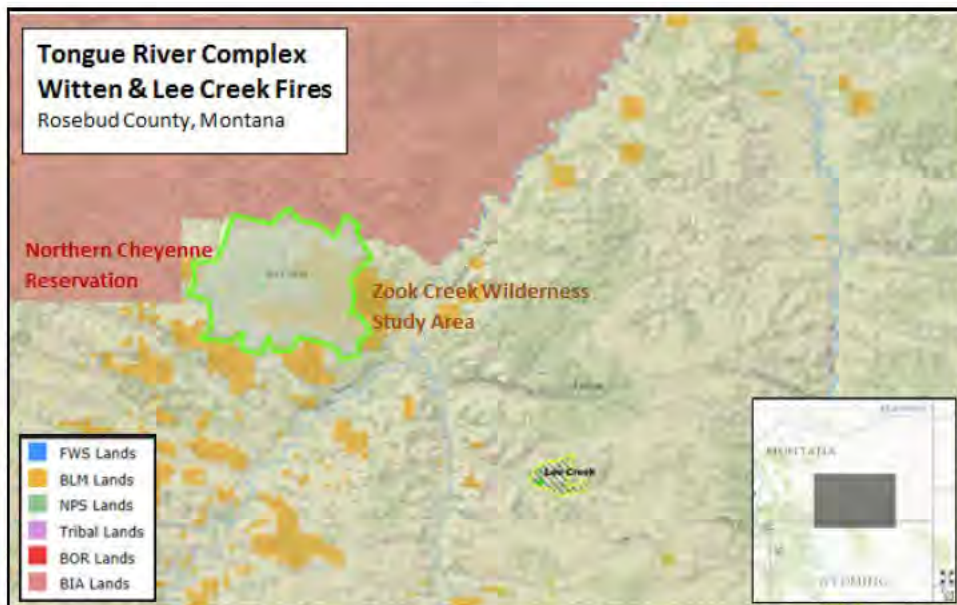 Tongue River Complex
Witten & Lee Creek Fires
Rosebud County, Montana
Northern Cheyenne
Reservation
Zook Creek Wilderness
Study Area
Lee Creek
FWS Lands
BLM Lands
NPS Lands
Tribal Lands
BOR Lands
BIA Lands
MONTANA
WYOMING